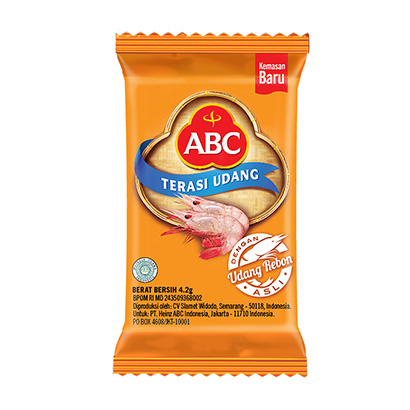 Kemasan
Baru
ABC
TERASI UDANG
DENGAN
Udang Rebon
ASLI
BERAT BERSIH 4.2g
BPOM RI MD 243509368002
Diproduksi oleh: CV Slamet Widodo, Semarang - 50118, Indonesia.
Untuk: PT. Heinz ABC Indonesia, Jakarta - 11710 Indonesia.
PO BOX 4608/JKT-10001